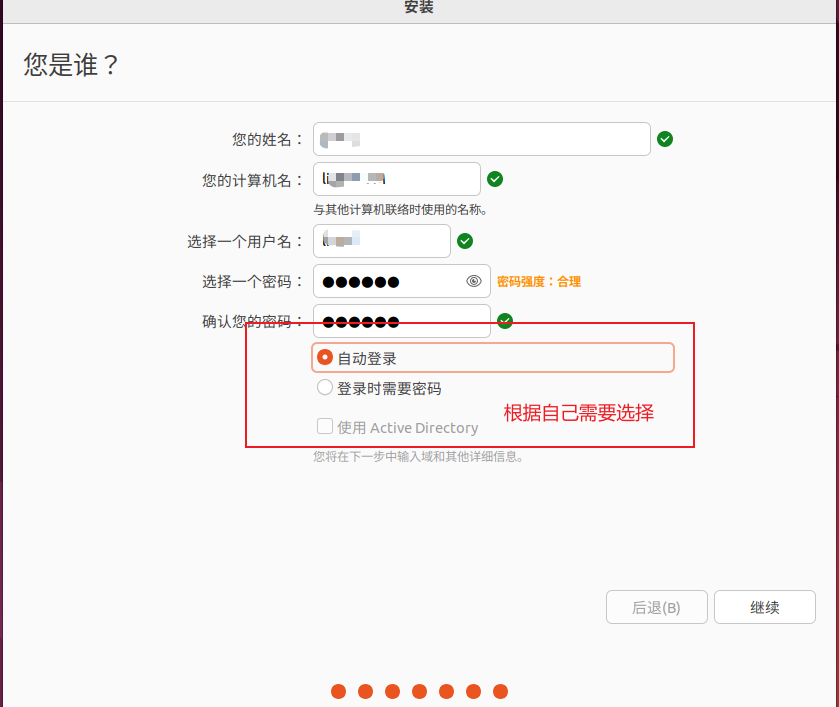 安装
您是谁？
您的姓名：
您的计算机名：
与其他计算机联络时使用的名称。
选择一个用户名：
选择一个密码：●●●●●● 密码强度：合理
确认您的密码：●●●●●●
自动登录
登录时需要密码
根据自己需要选择
使用 Active Directory
您将在下一步中输入域和其他详细信息。
后退(B) 继续